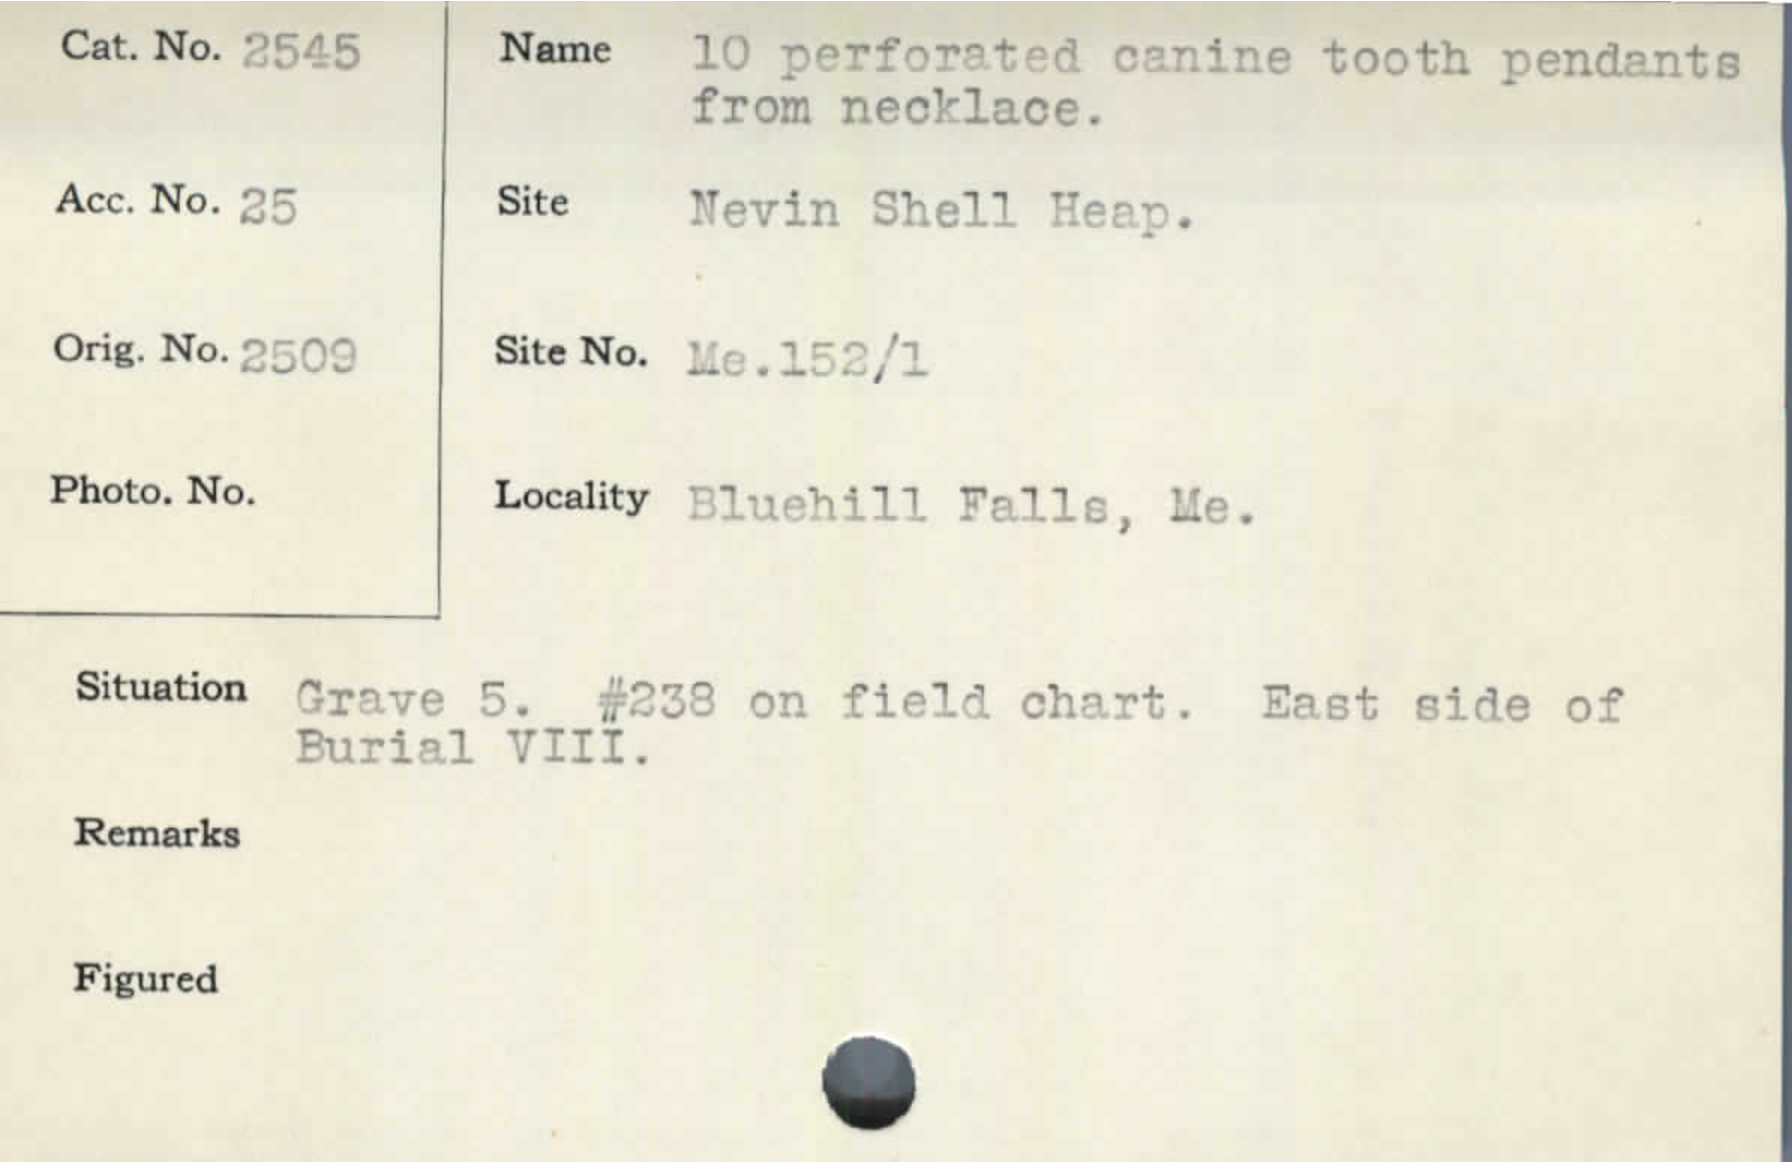 Cat. No. 2545
Name 10 perforated canine tooth pendants
from necklace.
Acc. No. 25
Site Nevin Shell Heap.
Orig. No. 2509
Site No. Me.152/1
Photo. No.
Locality Bluehill Falls, Me.
Situation Grave 5. #238 on field chart. East side of
Burial VIII.
Remarks
Figured